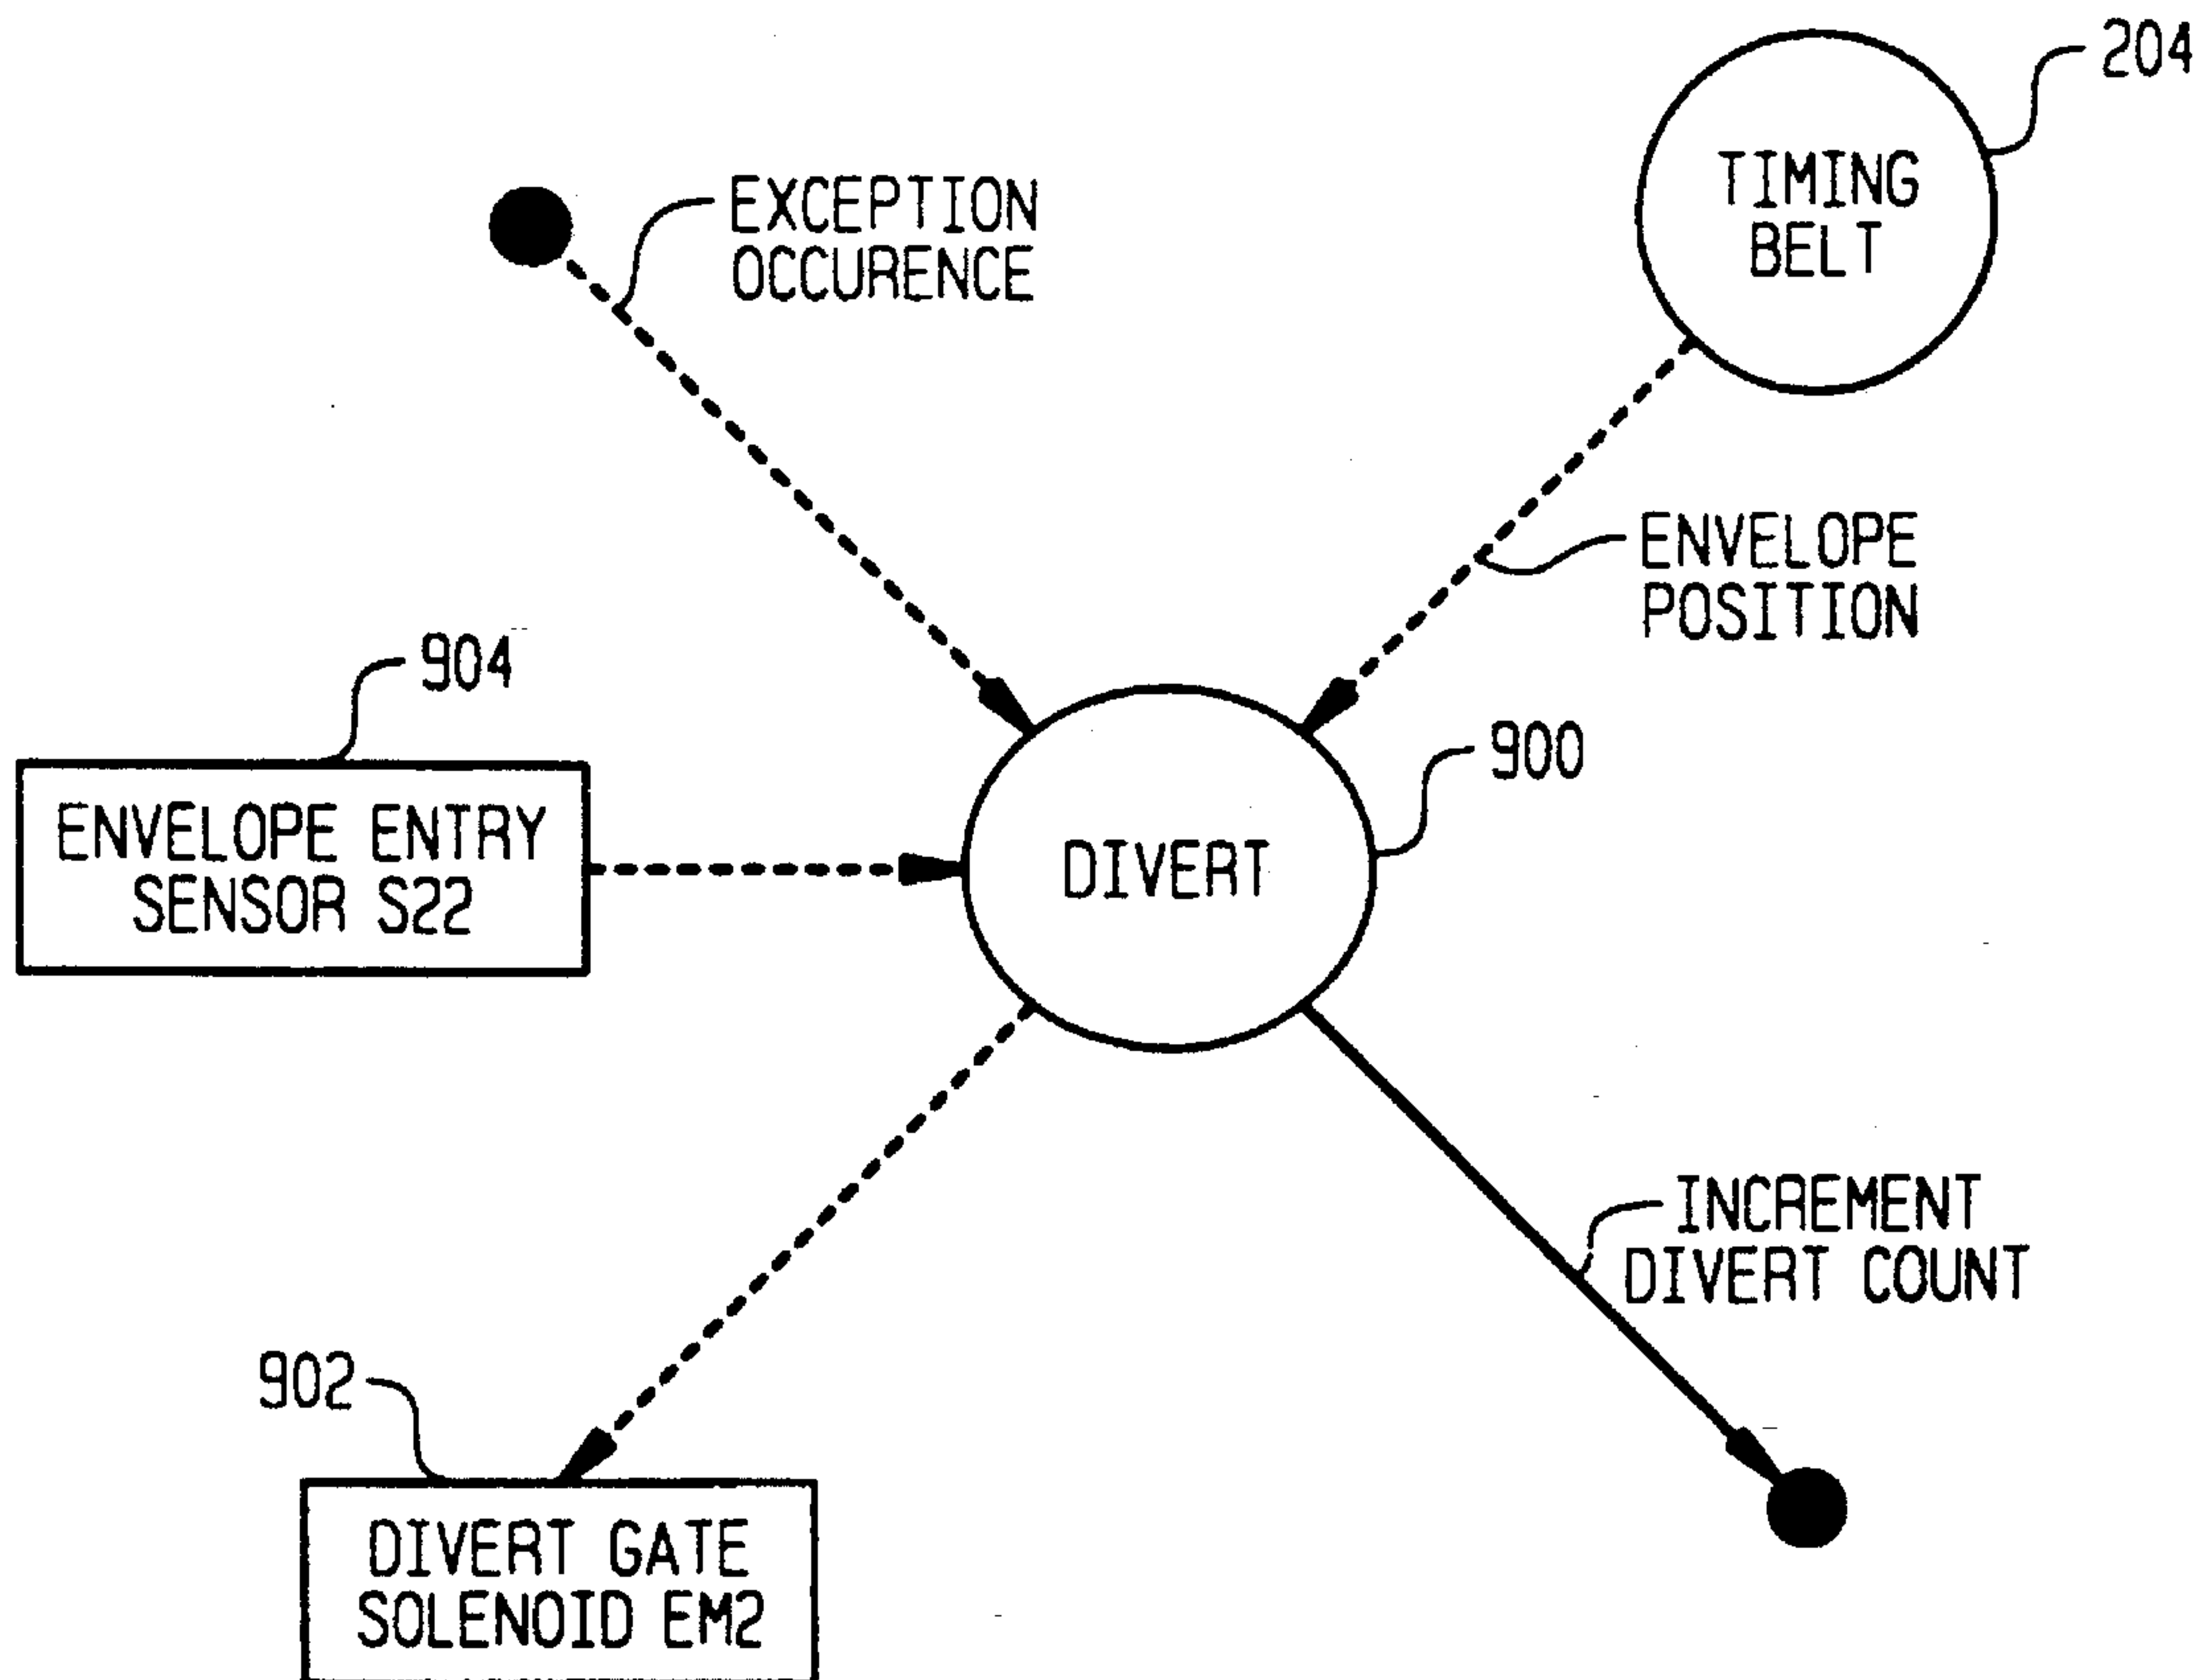 204
TIMING
BELT
EXCEPTION
OCCURENCE
ENVELOPE
POSITION
904
900
ENVELOPE ENTRY
SENSOR S22
DIVERT
INCREMENT
DIVERT COUNT
902
DIVERT GATE
SOLENOID EM2